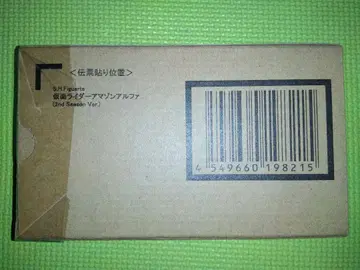 <伝票貼り位置>
S.H.Figuarts
仮面ライダーアマゾンアルファ
(2nd Season Ver.)
4 549660 198215